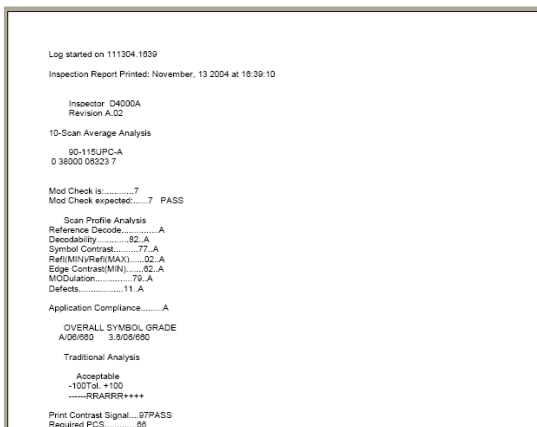 Log started on 111304.1639
Inspection Report Printed: November, 13 2004 at 16:39:10
Inspector D4000A
Revision A.02
10-Scan Average Analysis
90-115UPC-A
0 38000 06323 7
Mod Check is:............7
Mod Check expected:......7 PASS
Scan Profile Analysis
Reference Decode...............A
Decodability.............82..A
Symbol Contrast..........77..A
Refl(MIN)/Refl(MAX).....02..A
Edge Contrast(MIN).......62..A
MODulation...............79..A
Defects..................11..A
Application Compliance.........A
OVERALL SYMBOL GRADE
A/06/660 3.6/06/660
Traditional Analysis
Acceptable
-100Tol. +100
------RRARRR++++
Print Contrast Signal....97PASS
Required PCS...........66